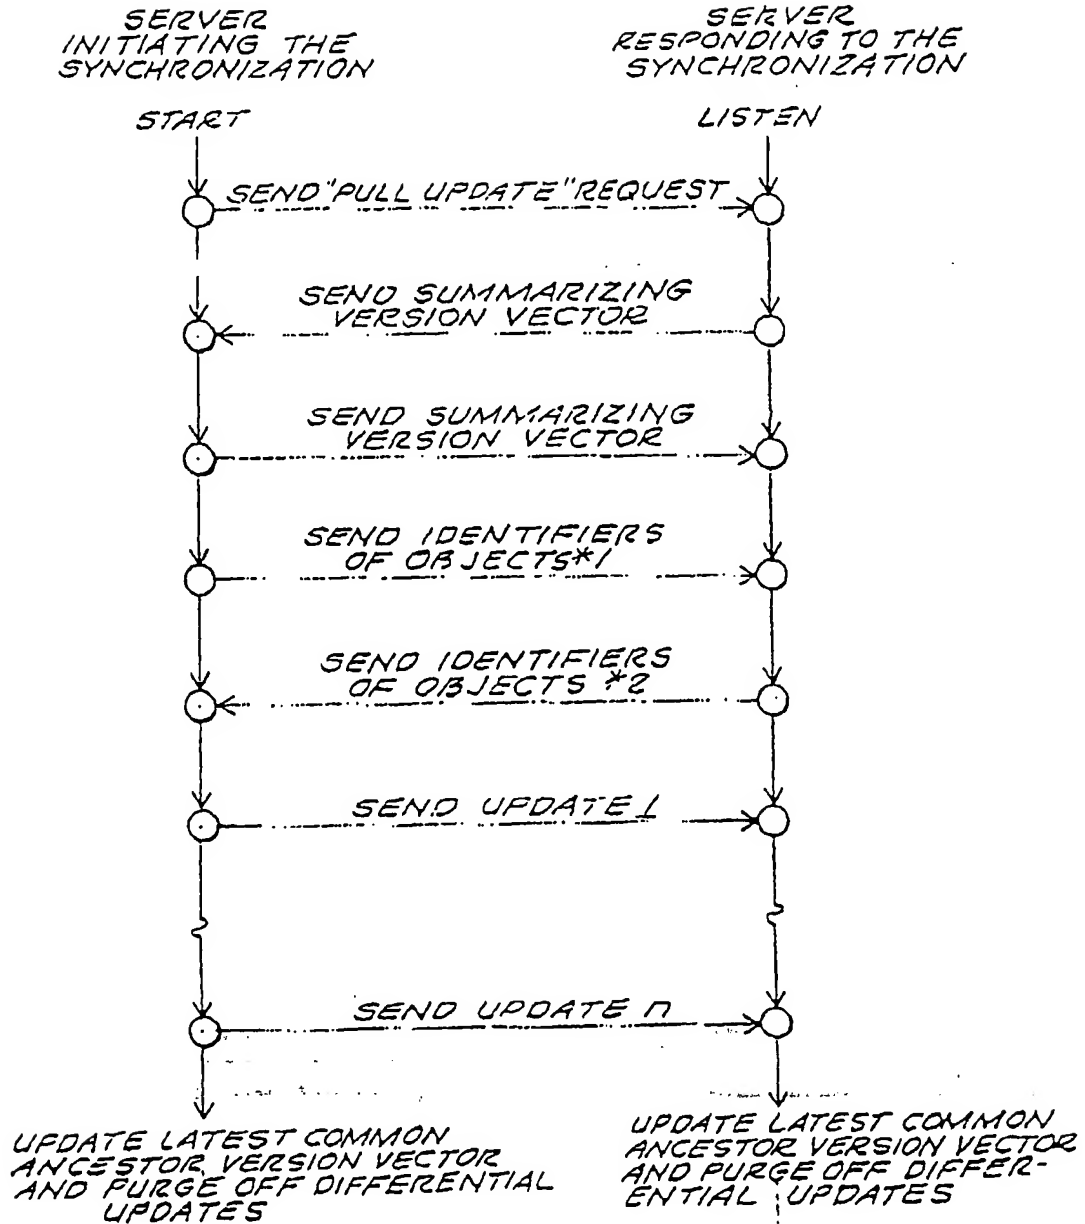 SERVER
INITIATING THE
SYNCHRONIZATION
SERVER
RESPONDING TO THE
SYNCHRONIZATION
START
LISTEN
SEND "PULL UPDATE" REQUEST
SEND SUMMARIZING
VERSION VECTOR
SEND SUMMARIZING
VERSION VECTOR
SEND IDENTIFIERS
OF OBJECTS*1
SEND IDENTIFIERS
OF OBJECTS *2
SEND UPDATE 1
SEND UPDATE n
UPDATE LATEST COMMON
ANCESTOR VERSION VECTOR
AND PURGE OFF DIFFERENTIAL
UPDATES
UPDATE LATEST COMMON
ANCESTOR VERSION VECTOR
AND PURGE OFF DIFFER-
ENTIAL UPDATES